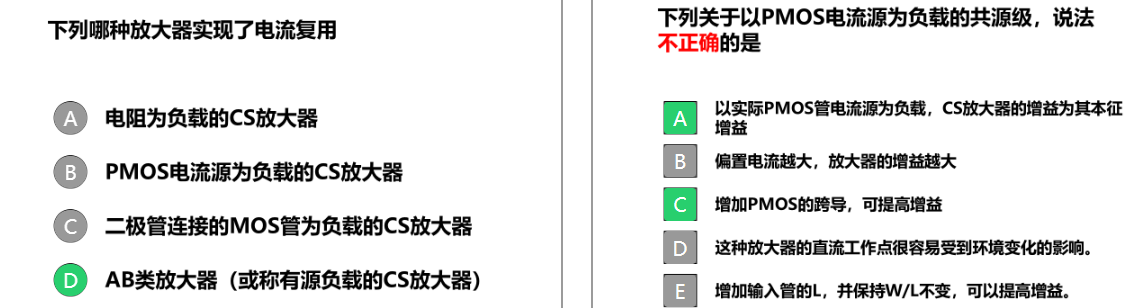 下列哪种放大器实现了电流复用
A 电阻为负载的CS放大器
B PMOS电流源为负载的CS放大器
C 二极管连接的MOS管为负载的CS放大器
D AB类放大器（或称有源负载的CS放大器）
下列关于以PMOS电流源为负载的共源级，说法
不正确的是
A 以实际PMOS管电流源为负载，CS放大器的增益为其本征
增益
B 偏置电流越大，放大器的增益越大
C 增加PMOS的跨导，可提高增益
D 这种放大器的直流工作点很容易受到环境变化的影响。
E 增加输入管的L，并保持W/L不变，可以提高增益。